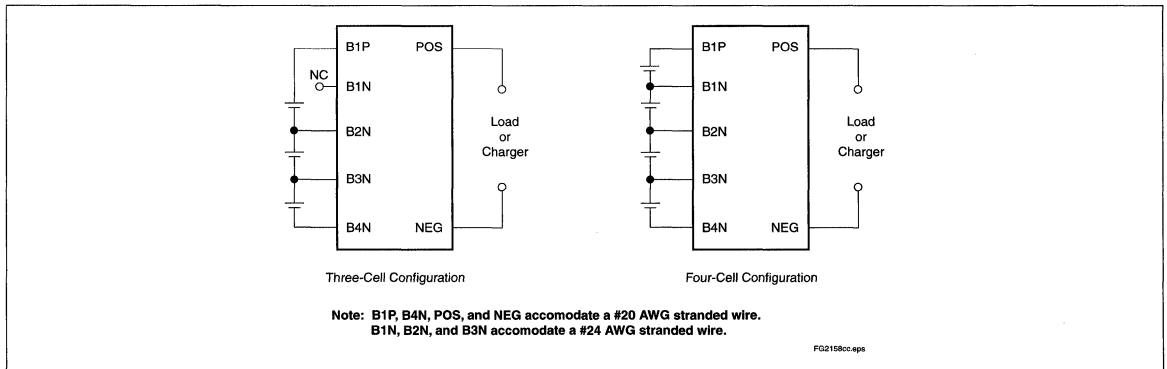 B1P POS
NC
B1N
B2N
B3N
B4N NEG
Load
or
Charger
Three-Cell Configuration
B1P POS
B1N
B2N
B3N
B4N NEG
Load
or
Charger
Four-Cell Configuration
Note: B1P, B4N, POS, and NEG accomodate a #20 AWG stranded wire.
B1N, B2N, and B3N accomodate a #24 AWG stranded wire.
FG2158cc.eps